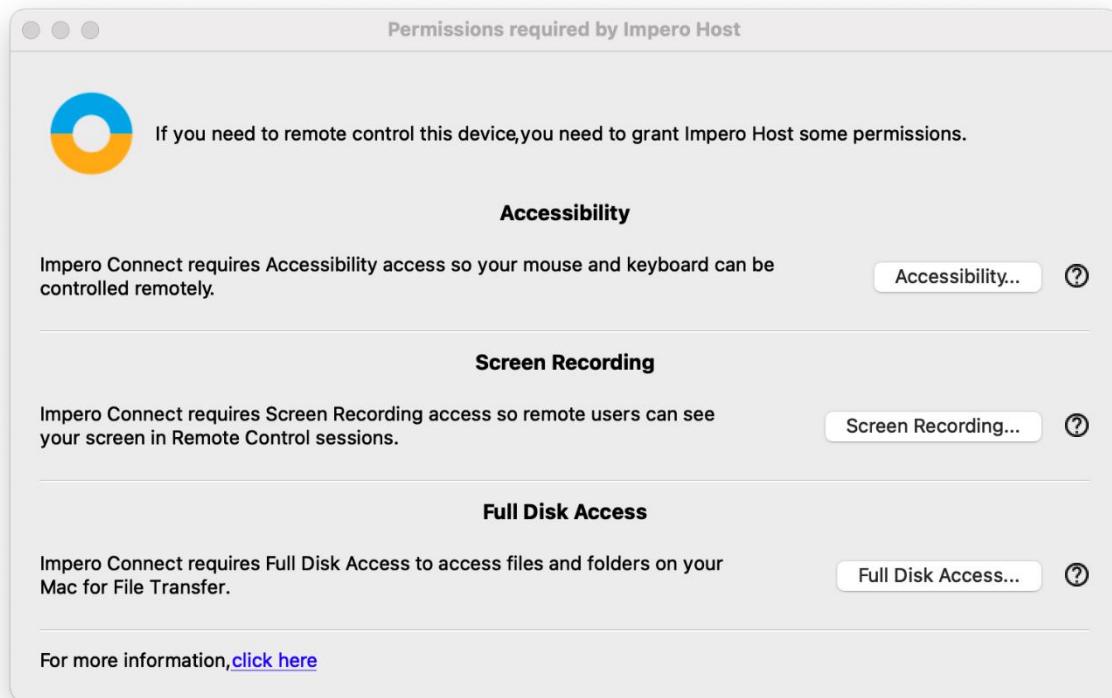 Permissions required by Impero Host
If you need to remote control this device,you need to grant Impero Host some permissions.
Accessibility
Impero Connect requires Accessibility access so your mouse and keyboard can be
controlled remotely.
Accessibility...
Screen Recording
Impero Connect requires Screen Recording access so remote users can see
your screen in Remote Control sessions.
Screen Recording...
Full Disk Access
Impero Connect requires Full Disk Access to access files and folders on your
Mac for File Transfer.
Full Disk Access...
For more information,click here